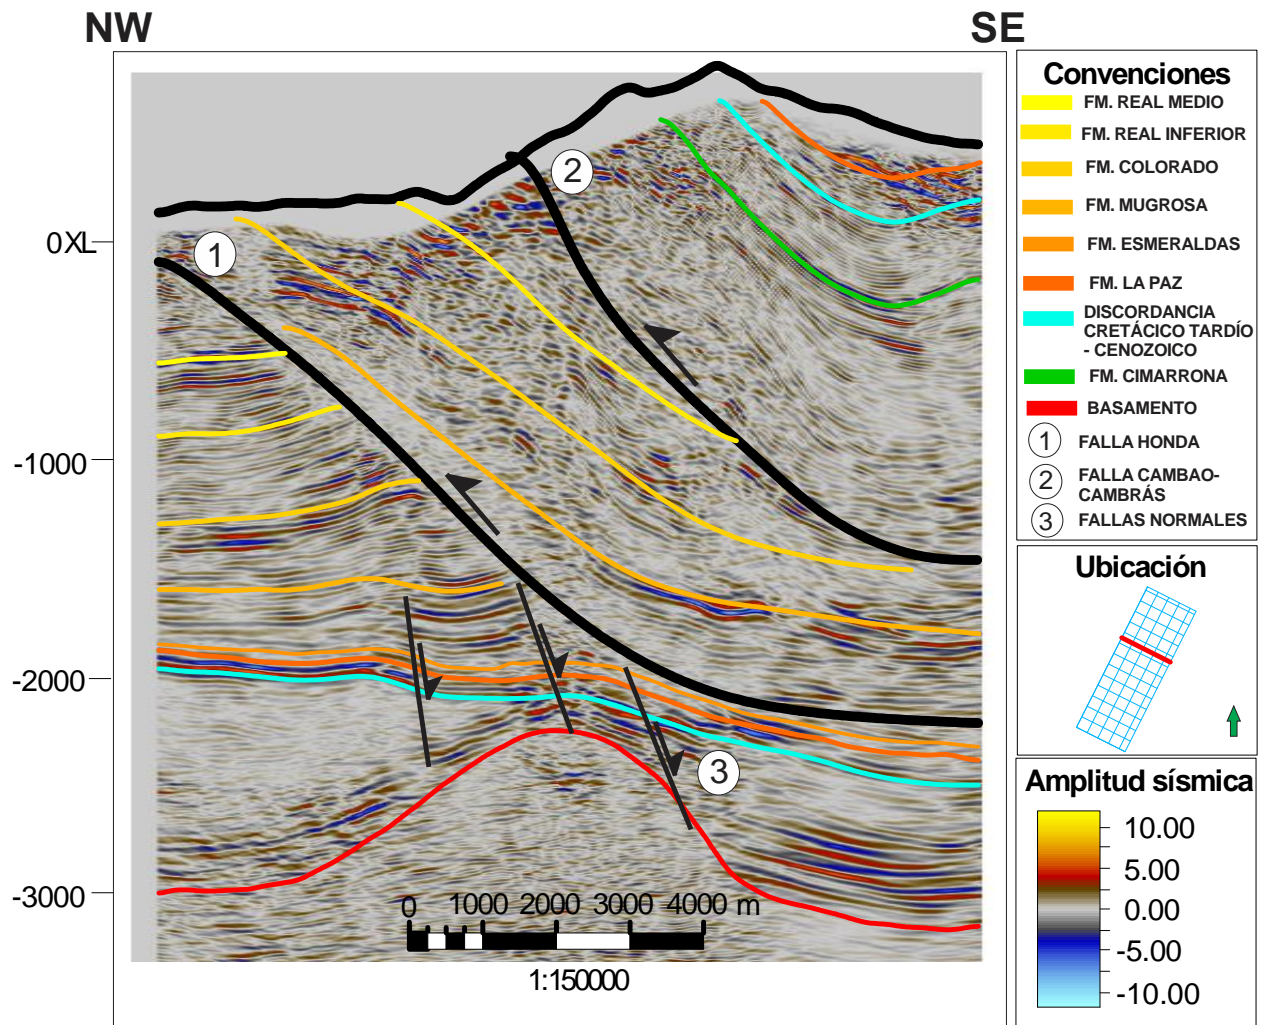 NW
SE
0XL
-1000
-2000
-3000
1
2
3
0 1000 2000 3000 4000 m
1:150000
Convenciones
FM. REAL MEDIO
FM. REAL INFERIOR
FM. COLORADO
FM. MUGROSA
FM. ESMERALDAS
FM. LA PAZ
DISCORDANCIA
CRETÁCICO TARDÍO
- CENOZOICO
FM. CIMARRONA
BASAMENTO
1 FALLA HONDA
2 FALLA CAMBAO-
CAMBRÁS
3 FALLAS NORMALES
Ubicación
Amplitud sísmica
10.00
5.00
0.00
-5.00
-10.00